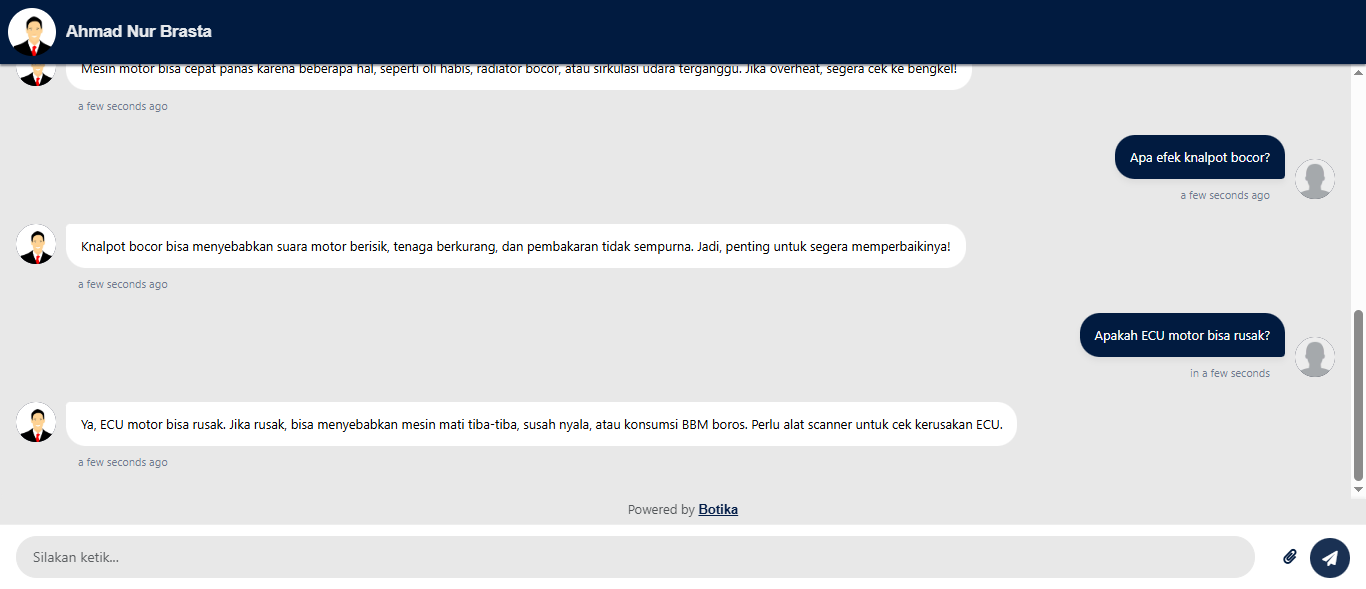 Ahmad Nur Brasta
Mesin motor bisa cepat panas karena beberapa hal, seperti oli habis, radiator bocor, atau sirkulasi udara terganggu. Jika overheat, segera cek ke bengkel!
a few seconds ago
Apa efek knalpot bocor?
a few seconds ago
Knalpot bocor bisa menyebabkan suara motor berisik, tenaga berkurang, dan pembakaran tidak sempurna. Jadi, penting untuk segera memperbaikinya!
a few seconds ago
Apakah ECU motor bisa rusak?
in a few seconds
Ya, ECU motor bisa rusak. Jika rusak, bisa menyebabkan mesin mati tiba-tiba, susah nyala, atau konsumsi BBM boros. Perlu alat scanner untuk cek kerusakan ECU.
a few seconds ago
Powered by Botika
Silakan ketik...